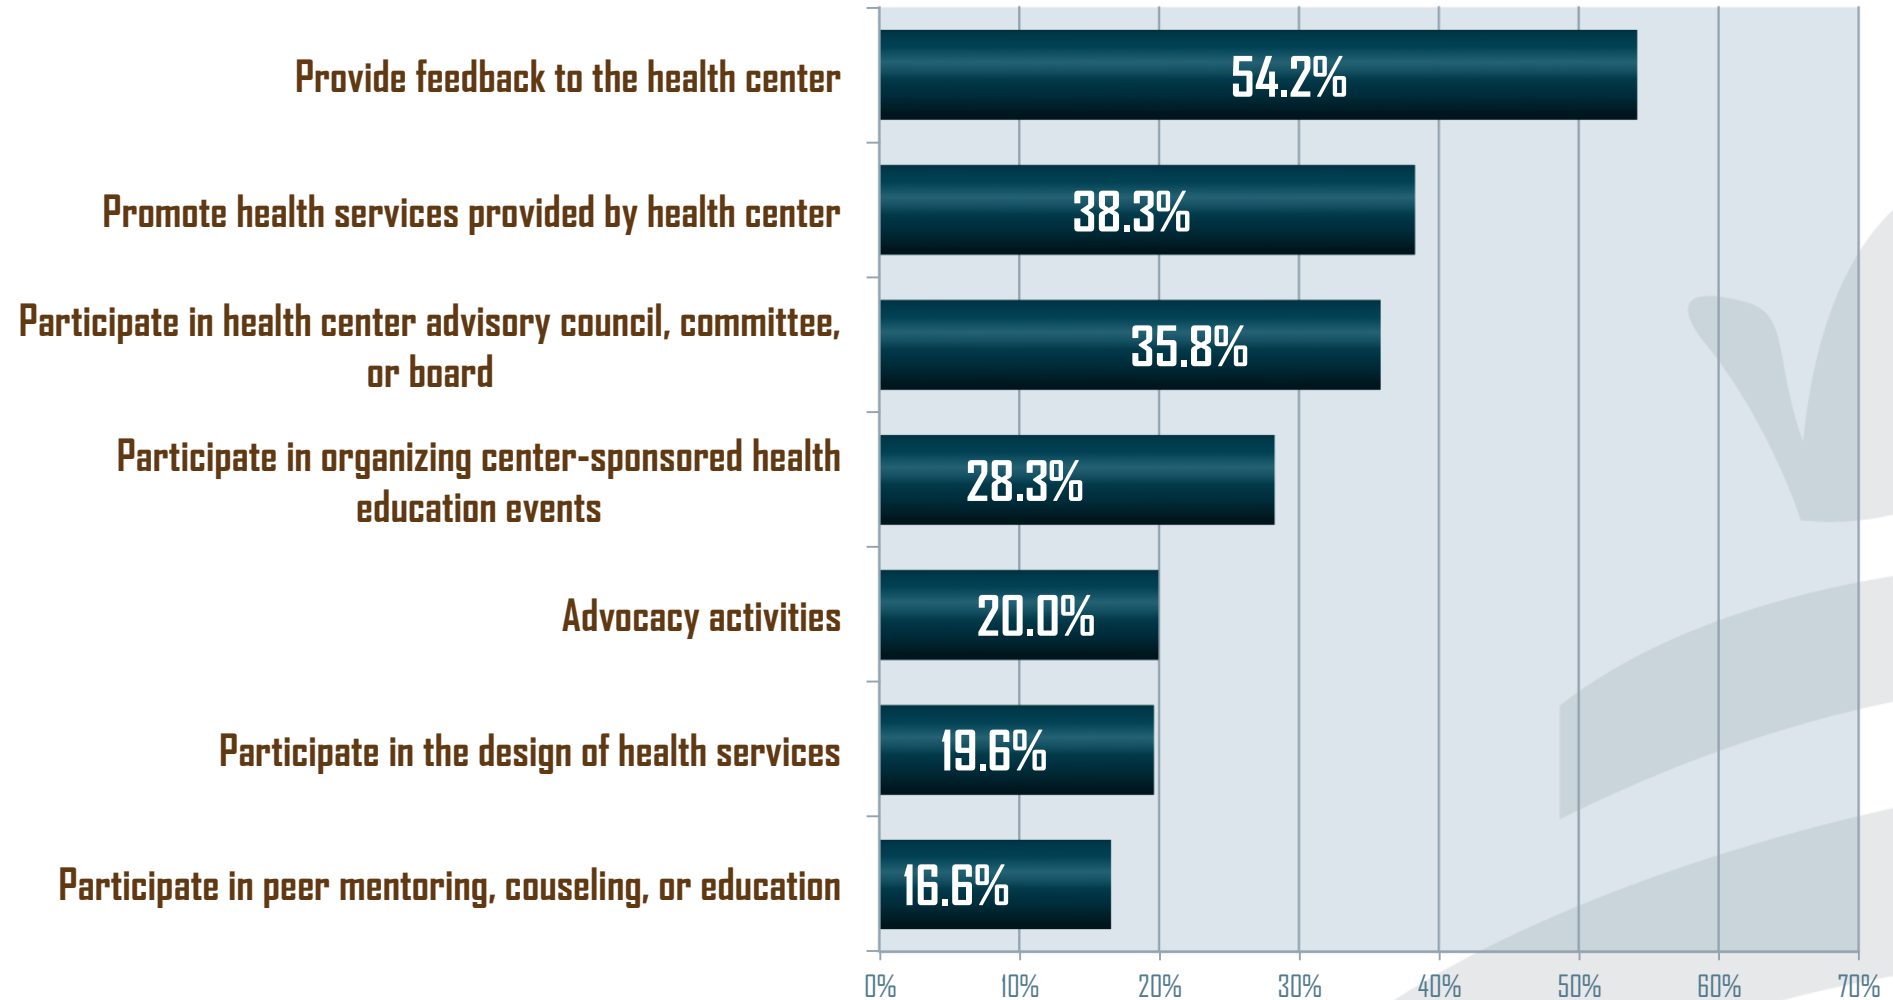 Provide feedback to the health center
54.2%
Promote health services provided by health center
38.3%
Participate in health center advisory council, committee,
or board
35.8%
Participate in organizing center-sponsored health
education events
28.3%
Advocacy activities
20.0%
Participate in the design of health services
19.6%
Participate in peer mentoring, couseling, or education
16.6%
0% 10% 20% 30% 40% 50% 60% 70%